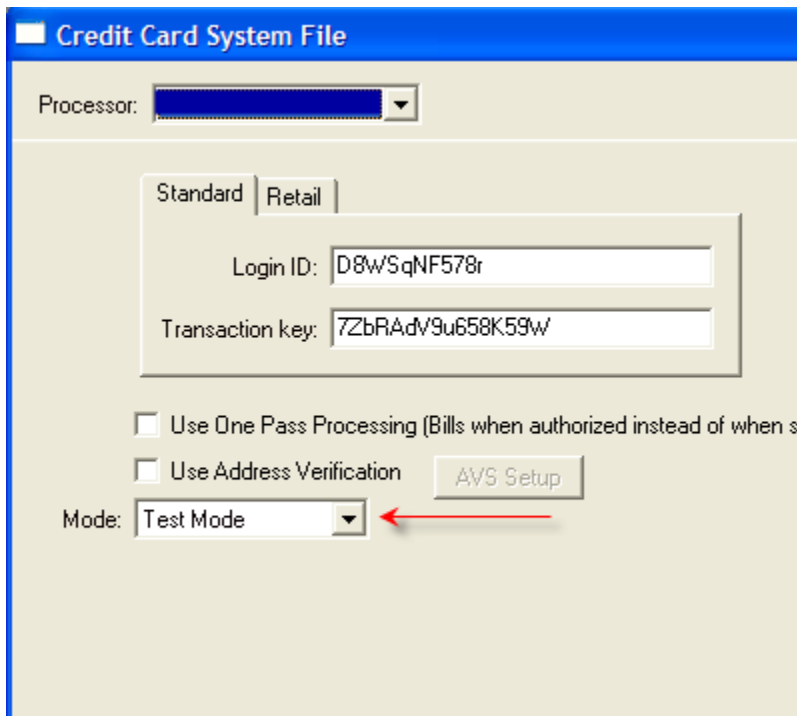 Credit Card System File
Processor:
Standard Retail
Login ID: D8WSqNF578r
Transaction key: 7ZbRAdV9u658K59W
Use One Pass Processing (Bills when authorized instead of when s
Use Address Verification AVS Setup
Mode: Test Mode